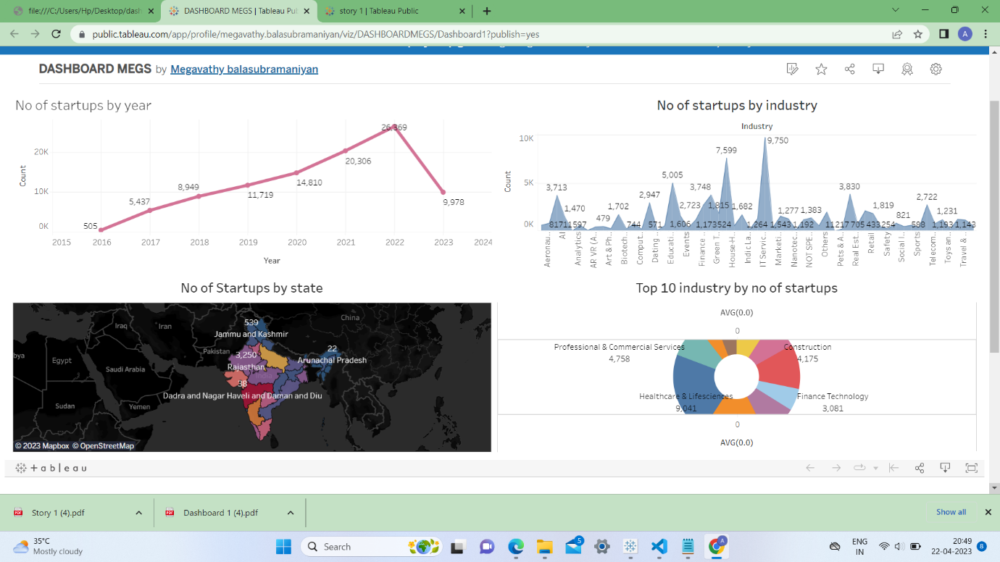 file:///C:/Users/Hp/Desktop/dash
DASHBOARD MEGS | Tableau Pu
story 1 | Tableau Public
public.tableau.com/app/profile/megavathy.balasubramaniyan/viz/DASHBOARDMEGS/Dashboard1?publish=yes
A
DASHBOARD MEGS by Megavathy balasubramaniyan
No of startups by year
Count
20K
10K
0K
505
5,437
8,949
11,719
14,810
20,306
26,369
9,978
2015 2016 2017 2018 2019 2020 2021 2022 2023 2024
Year
No of startups by industry
Industry
Count
10K
5K
0K
3,713
1,470
817
1597
479
1,702
744
2,947
571
5,005
1,606
2,723
3,748
1,173
1,815
7,599
524
1,682
1,264
9,750
1,543
1,277
1,192
1,383
11
217
3,830
705
433
1,819
254
821
598
2,722
1,193
1,231
1,143
Aeronau..
AI
Analytics
AR VR (A..
Art & Ph..
Biotech..
Comput..
Dating ..
Educati..
Events
Finance ..
Green T..
House-H..
Indic La..
IT Servic..
Marketi..
Nanotec..
NOT SPE..
Others
Pets & A..
Real Est..
Retail
Safety
Social I..
Sports
Telecom..
Toys an..
Travel & ..
No of Startups by state
Iraq
Iran
China
Pakistan
Egypt
bya
Saudi Arabia
Sudan
Yemen
India
539
Jammu and Kashmir
22
Arunachal Pradesh
3,250
Rajasthan
38
Dadra and Nagar Haveli and Daman and Diu
© 2023 Mapbox © OpenStreetMap
Top 10 industry by no of startups
AVG(0.0)
0
Professional & Commercial Services
4,758
Construction
4,175
Healthcare & Lifesciences
9,041
Finance Technology
3,081
0
AVG(0.0)
+ a b | e a u
PDF
Story 1 (4).pdf
PDF
Dashboard 1 (4).pdf
Show all
35°C
Mostly cloudy
Search
5
A
ENG
IN
20:49
22-04-2023
8